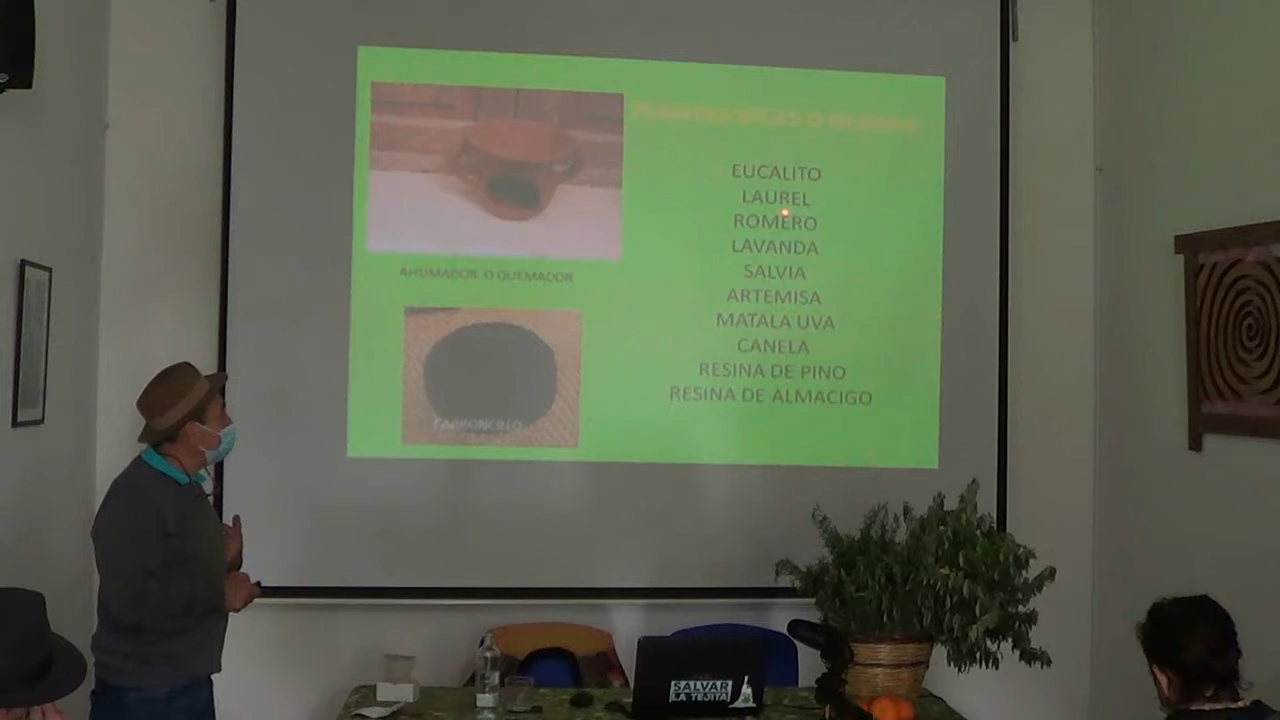 EUCALITO
LAUREL
ROMERO
LAVANDA
SALVIA
ARTEMISA
MATALA UVA
CANELA
RESINA DE PINO
RESINA DE ALMACIGO
AHUMADOR O QUEMADOR
CARBONCILLO
SALVAR
LA TEJITA